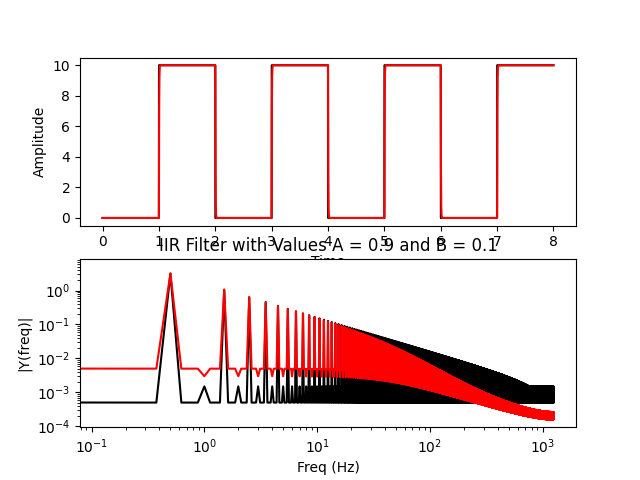 10
8
6
4
2
0
Amplitude
0 1 2 3 4 5 6 7 8
Time
IIR Filter with Values A = 0.9 and B = 0.1
10⁰
10⁻¹
10⁻²
10⁻³
10⁻⁴
|Y(freq)|
10⁻¹ 10⁰ 10¹ 10² 10³
Freq (Hz)